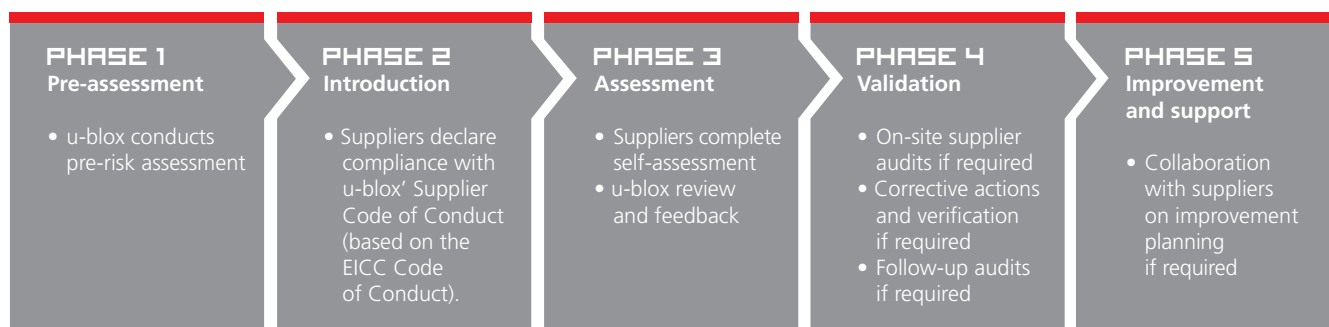 PHASE 1
Pre-assessment
• u-blox conducts
pre-risk assessment
PHASE 2
Introduction
• Suppliers declare
compliance with
u-blox’ Supplier
Code of Conduct
(based on the
EICC Code
of Conduct).
PHASE 3
Assessment
• Suppliers complete
self-assessment
• u-blox review
and feedback
PHASE 4
Validation
• On-site supplier
audits if required
• Corrective actions
and verification
if required
• Follow-up audits
if required
PHASE 5
Improvement
and support
• Collaboration
with suppliers
on improvement
planning
if required